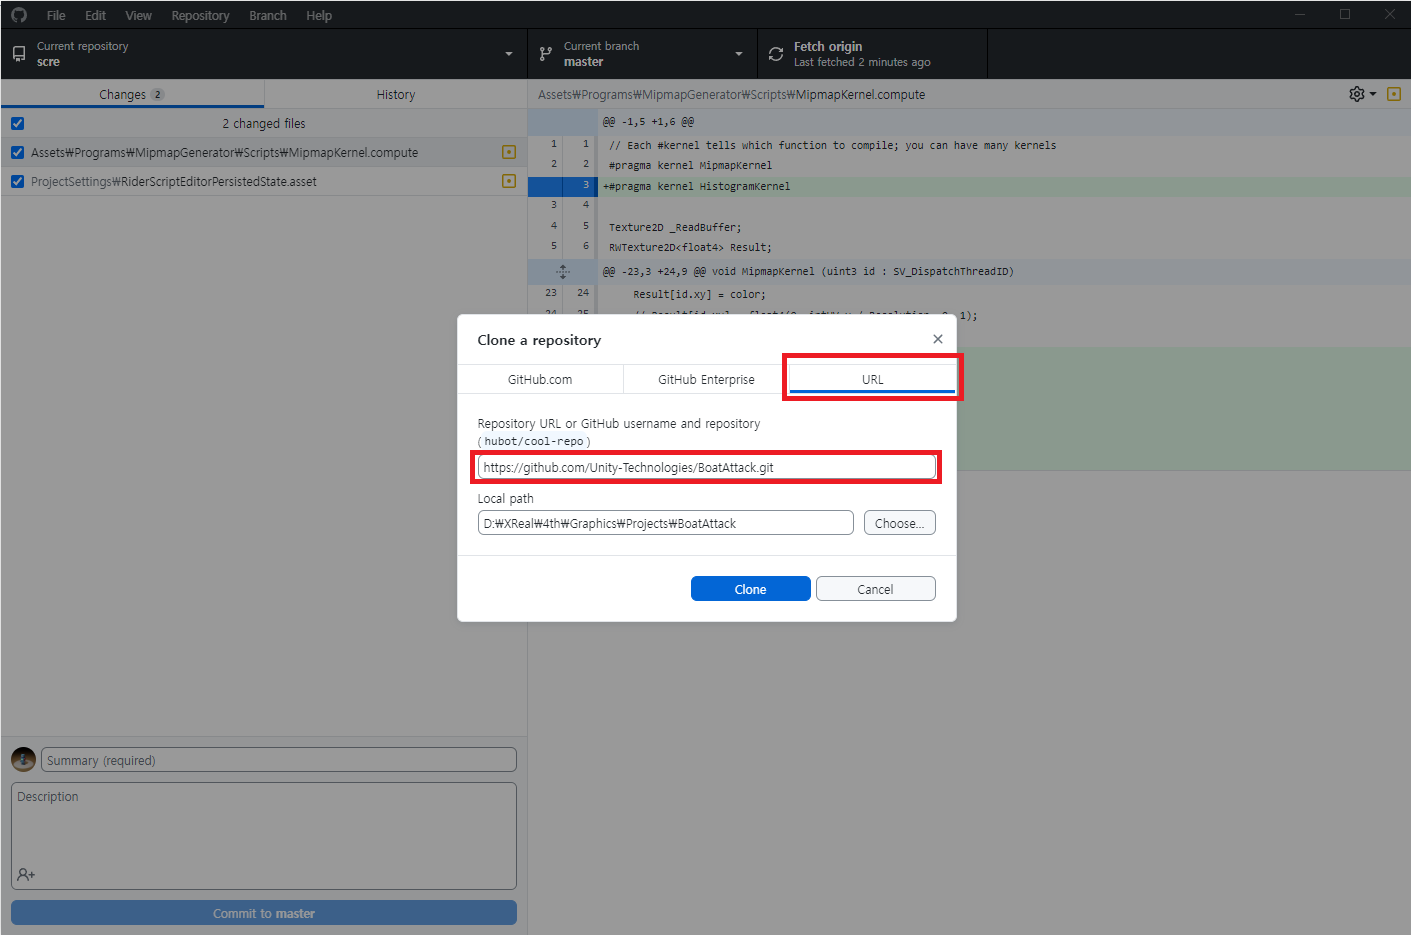 File Edit View Repository Branch Help
Current repository
scre
Current branch
master
Fetch origin
Last fetched 2 minutes ago
Changes 2
History
2 changed files
Assets₩Programs₩MipmapGenerator₩Scripts₩MipmapKernel.compute
ProjectSettings₩RiderScriptEditorPersistedState.asset
Assets₩Programs₩MipmapGenerator₩Scripts₩MipmapKernel.compute
@@ -1,5 +1,6 @@
1 1 // Each #kernel tells which function to compile; you can have many kernels
2 2 #pragma kernel MipmapKernel
3 +#pragma kernel HistogramKernel
3 4
4 5 Texture2D _ReadBuffer;
5 6 RWTexture2D<float4> Result;
@@ -23,3 +24,9 @@ void MipmapKernel (uint3 id : SV_DispatchThreadID)
23 24 Result[id.xy] = color;
1);
Clone a repository
GitHub.com
GitHub Enterprise
URL
Repository URL or GitHub username and repository
(hubot/cool-repo)
https://github.com/Unity-Technologies/BoatAttack.git
Local path
D:₩XReal₩4th₩Graphics₩Projects₩BoatAttack
Choose...
Clone
Cancel
Summary (required)
Description
Commit to master